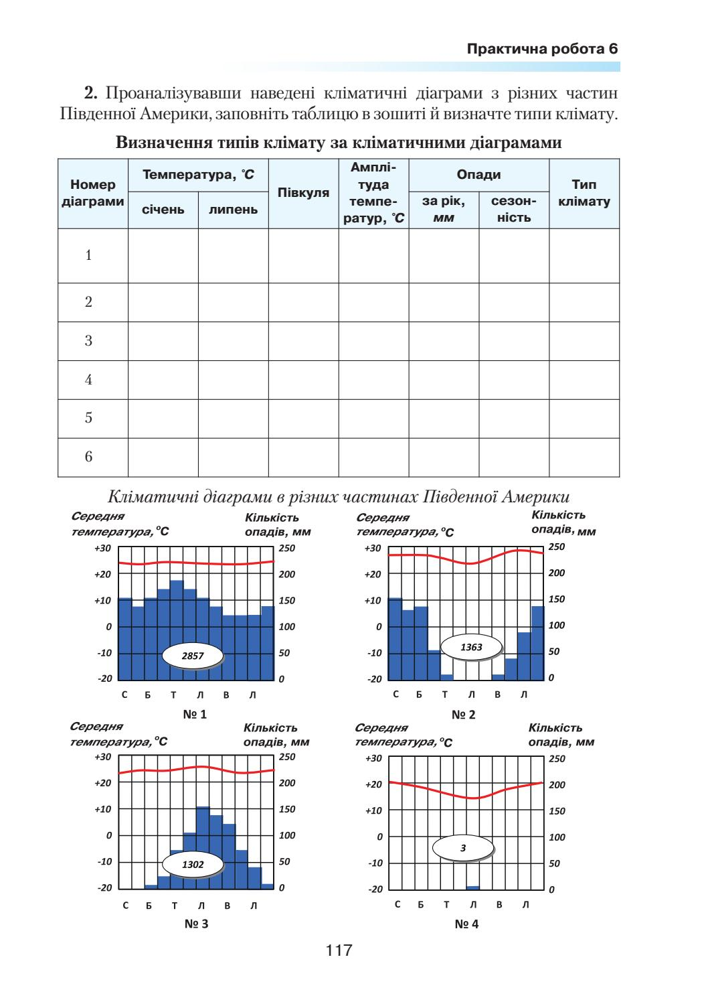 Практична робота 6
2. Проаналізувавши наведені кліматичні діаграми з різних частин
Південної Америки, заповніть таблицю в зошиті й визначте типи клімату.
Визначення типів клімату за кліматичними діаграмами
Номер діаграми
Температура, °С
січень
липень
Півкуля
Амплі-
туда
темпе-
ратур, °С
Опади
за рік,
мм
сезон-
ність
Тип
клімату
1
2
3
4
5
6
Кліматичні діаграми в різних частинах Південної Америки
Середня
температура,°С
Кількість
опадів, мм
+30
+20
+10
0
-10
-20
250
200
150
100
50
0
2857
С Б Т Л В Л
№ 1
Середня
температура,°С
Кількість
опадів, мм
+30
+20
+10
0
-10
-20
250
200
150
100
50
0
1363
С Б Т Л В Л
№ 2
Середня
температура,°С
Кількість
опадів, мм
+30
+20
+10
0
-10
-20
250
200
150
100
50
0
1302
С Б Т Л В Л
№ 3
Середня
температура,°С
Кількість
опадів, мм
+30
+20
+10
0
-10
-20
250
200
150
100
50
0
3
С Б Т Л В Л
№ 4
117